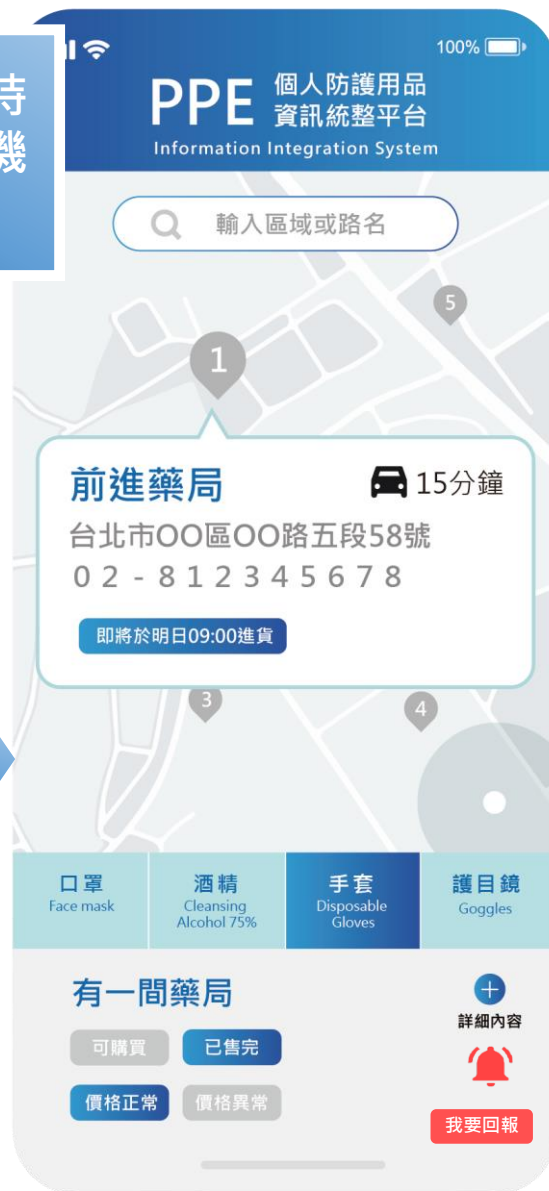 時
機
100%
PPE 個人防護用品
資訊統整平台
Information Integration System
輸入區域或路名
5
1
前進藥局 15分鐘
台北市OO區OO路五段58號
02-812345678
即將於明日09:00進貨
3
4
口罩
Face mask
酒精
Cleansing
Alcohol 75%
手套
Disposable
Gloves
護目鏡
Goggles
有一間藥局
詳細內容
可購買 已售完
價格正常 價格異常
我要回報